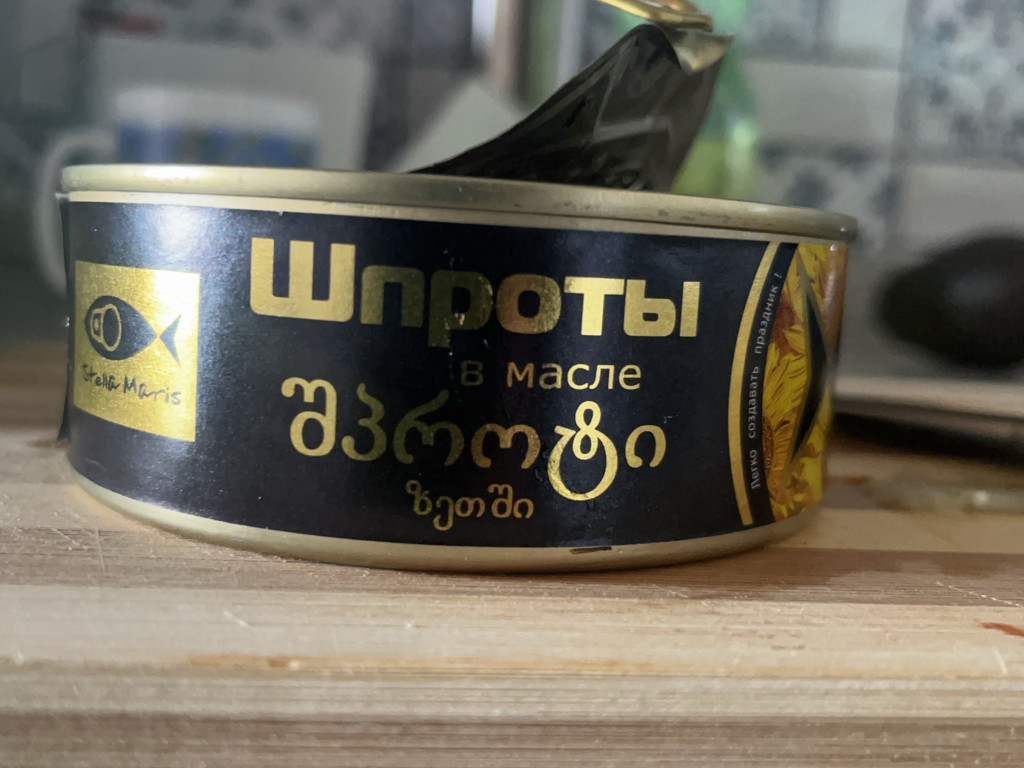 Stella Maris
Шпроты
в масле
შპროტი
ზეთში
Легко создавать праздник !